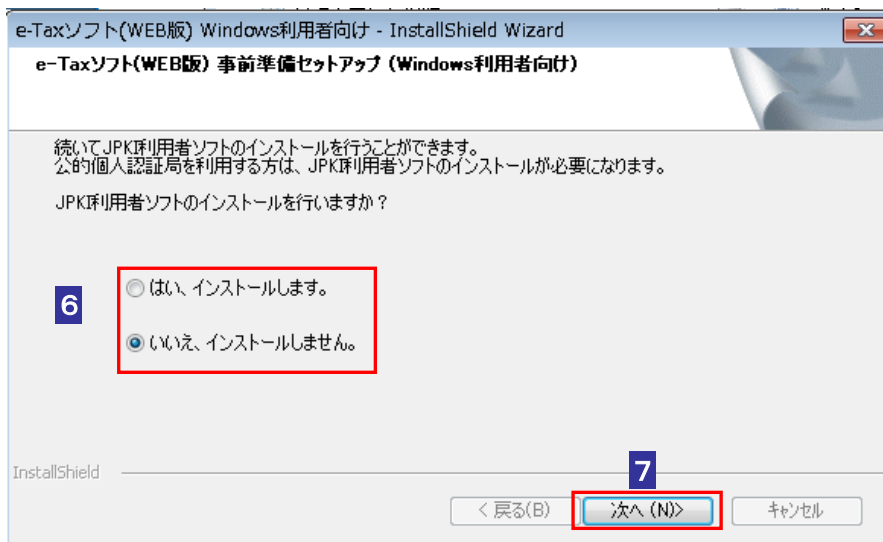 e-Taxソフト(WEB版) Windows利用者向け - InstallShield Wizard
e-Taxソフト(WEB版) 事前準備セットアップ (Windows利用者向け)
続いてJPKI利用者ソフトのインストールを行うことができます。
公的個人認証局を利用する方は、JPKI利用者ソフトのインストールが必要になります。
JPKI利用者ソフトのインストールを行いますか？
6
はい、インストールします。
いいえ、インストールしません。
InstallShield
7
< 戻る(B)
次へ (N)>
キャンセル